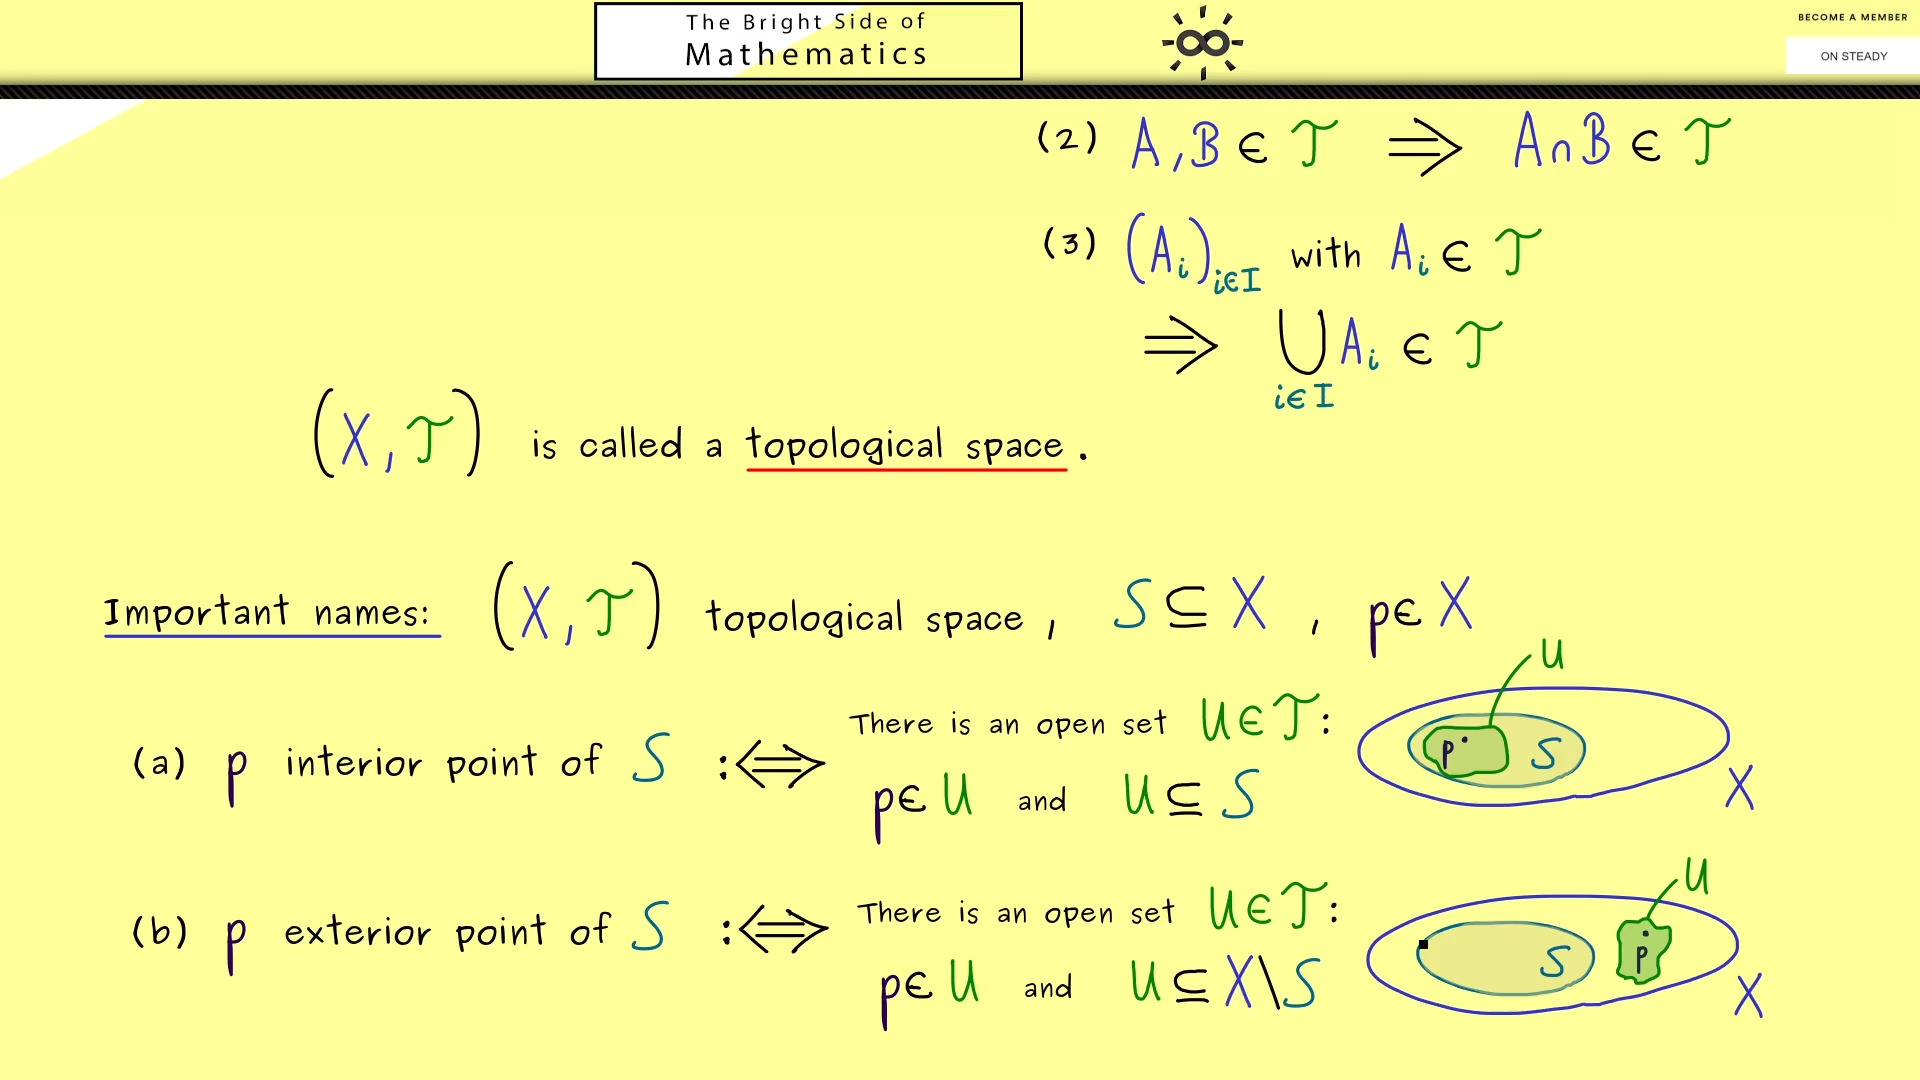 The Bright Side of
Mathematics
BECOME A MEMBER
ON STEADY
(2) A, B ∈ 𝒯 ⟹ A ∩ B ∈ 𝒯
(3) (A_i)_{i∈I} with A_i ∈ 𝒯
⟹ ⋃_{i∈I} A_i ∈ 𝒯
(X, 𝒯) is called a topological space.
Important names: (X, 𝒯) topological space, S ⊆ X, p ∈ X
(a) p interior point of S :⟺ There is an open set U ∈ 𝒯:
p ∈ U and U ⊆ S
U
p S
X
(b) p exterior point of S :⟺ There is an open set U ∈ 𝒯:
p ∈ U and U ⊆ X \ S
U
S p
X